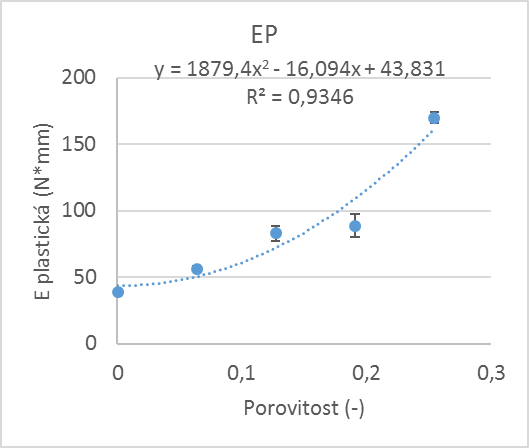 EP
y = 1879,4x² - 16,094x + 43,831
R² = 0,9346
E plastická (N*mm)
200
150
100
50
0
0 0,1 0,2 0,3
Porovitost (-)